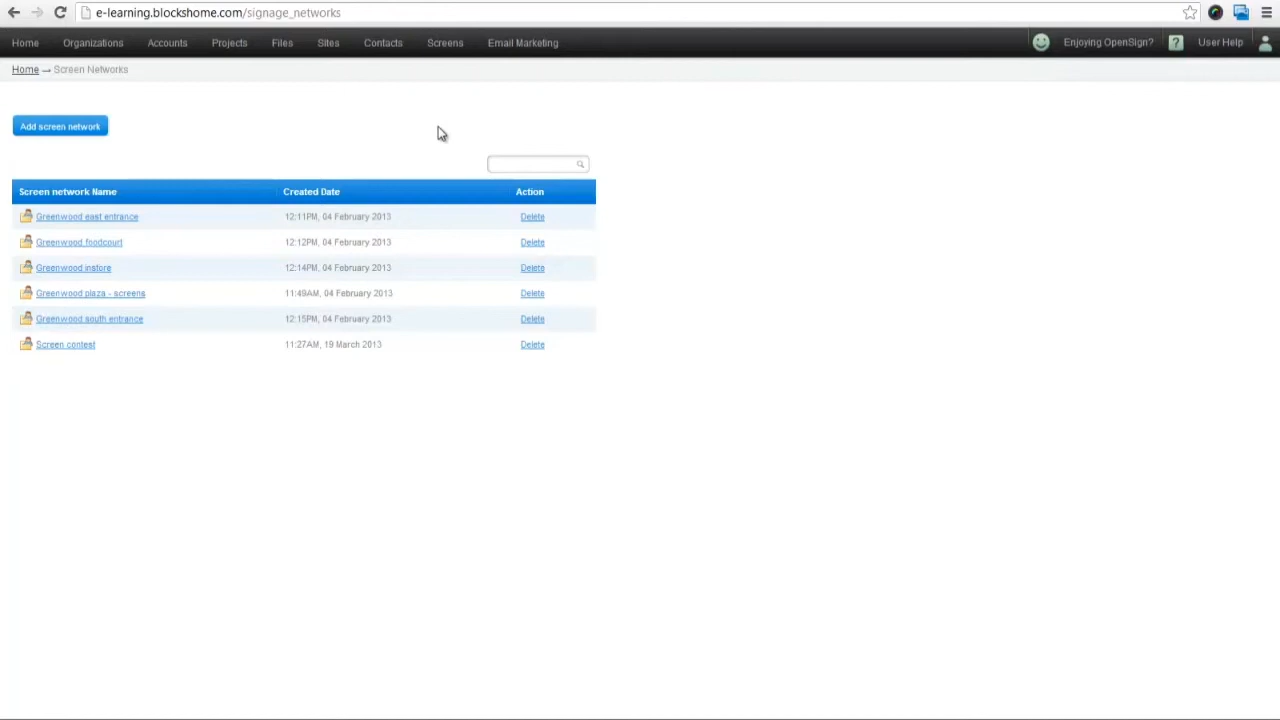 e-learning.blockshome.com/signage_networks
Home Organizations Accounts Projects Files Sites Contacts Screens Email Marketing Enjoying OpenSign? ? User Help
Home → Screen Networks
Add screen network
Screen network Name Created Date Action
Greenwood east entrance 12:11PM, 04 February 2013 Delete
Greenwood foodcourt 12:12PM, 04 February 2013 Delete
Greenwood instore 12:14PM, 04 February 2013 Delete
Greenwood plaza - screens 11:49AM, 04 February 2013 Delete
Greenwood south entrance 12:15PM, 04 February 2013 Delete
Screen contest 11:27AM, 19 March 2013 Delete